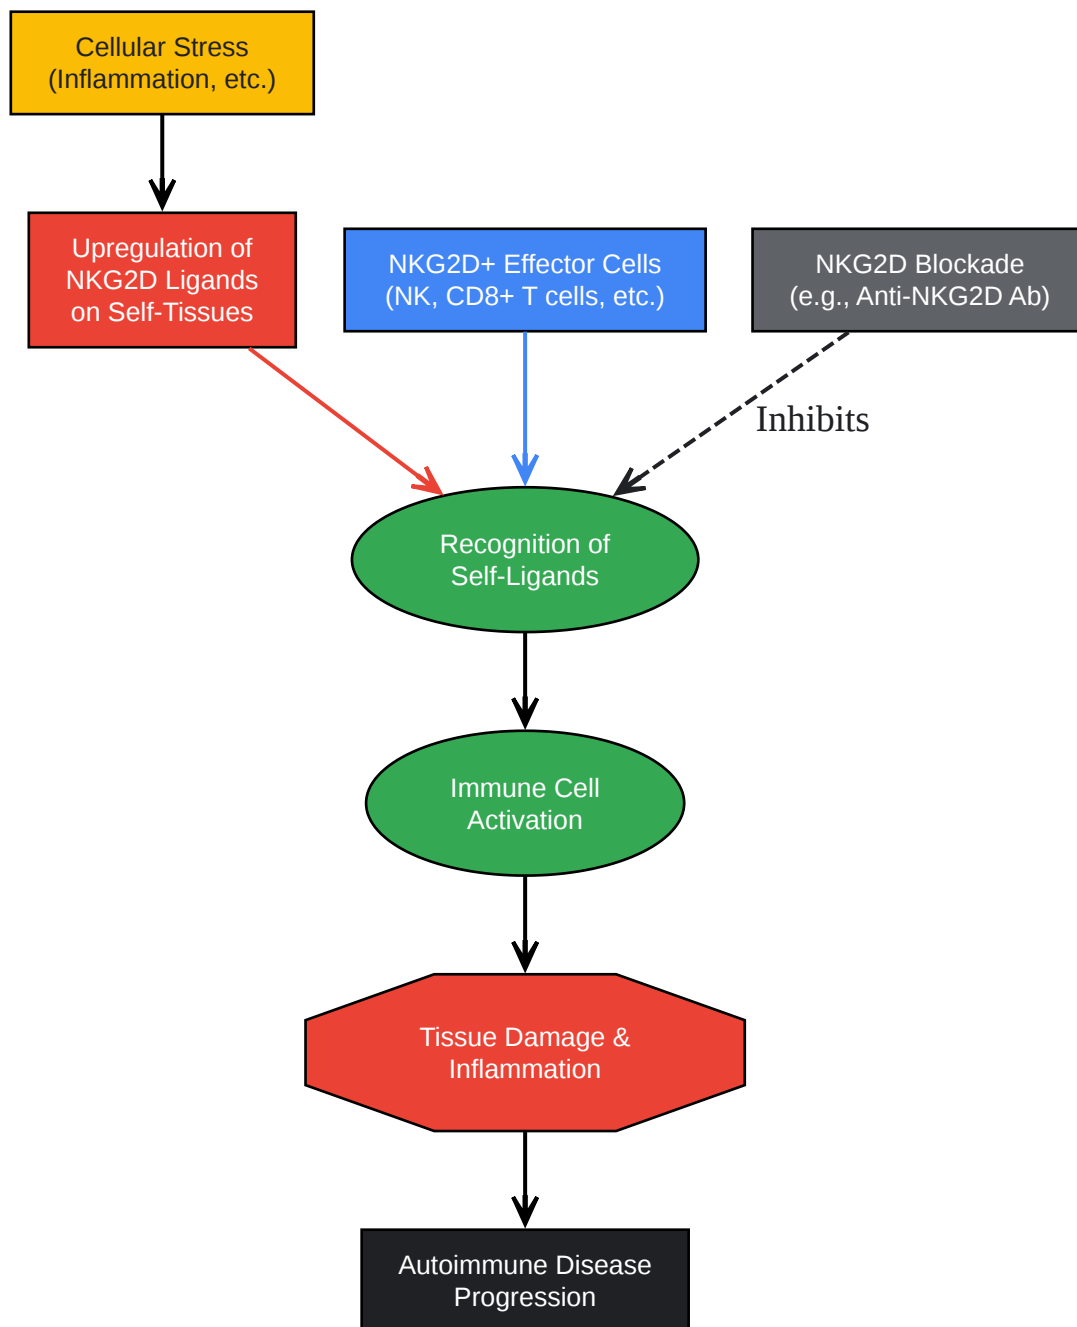 Cellular Stress
(Inflammation, etc.)
Upregulation of
NKG2D Ligands
on Self-Tissues
NKG2D+ Effector Cells
(NK, CD8+ T cells, etc.)
NKG2D Blockade
(e.g., Anti-NKG2D Ab)
Inhibits
Recognition of
Self-Ligands
Immune Cell
Activation
Tissue Damage &
Inflammation
Autoimmune Disease
Progression